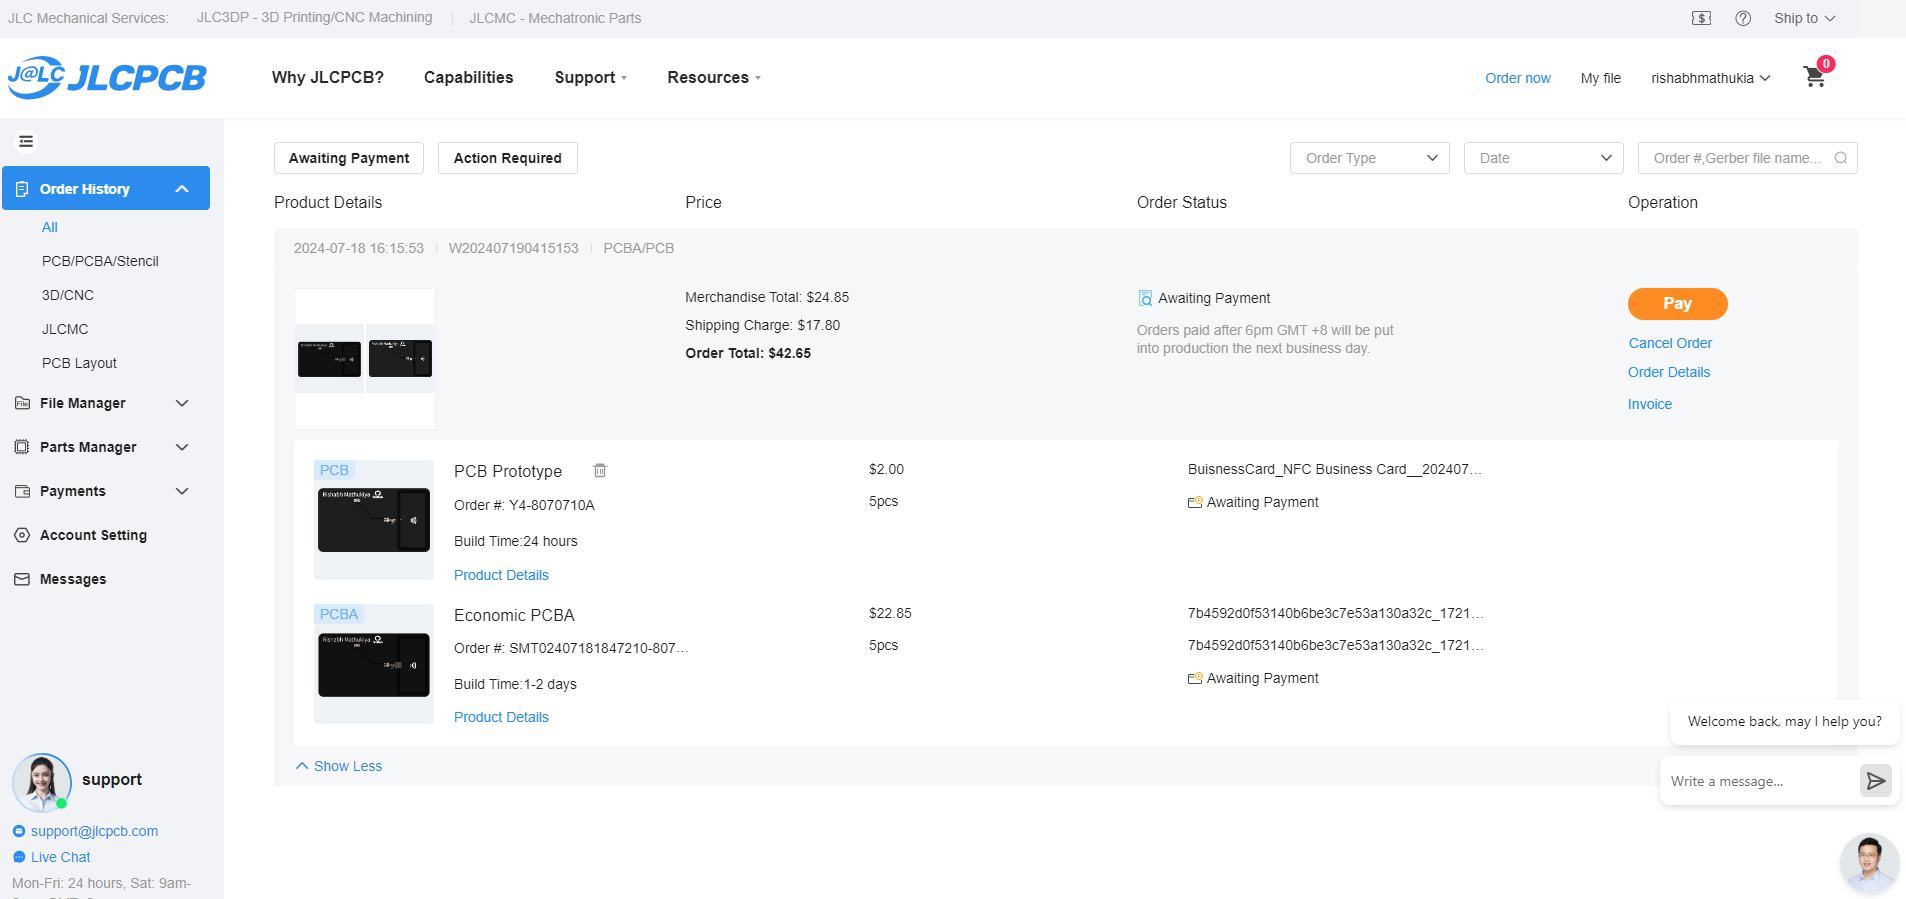 JLC Mechanical Services: JLC3DP - 3D Printing/CNC Machining JLCMC - Mechatronic Parts Ship to
J@LC JLCPCB Why JLCPCB? Capabilities Support Resources Order now My file rishabhmathukia 0
Awaiting Payment Action Required Order Type Date Order #,Gerber file name...
Order History
All
PCB/PCBA/Stencil
3D/CNC
JLCMC
PCB Layout
File Manager
Parts Manager
Payments
Account Setting
Messages
support
support@jlcpcb.com
Live Chat
Mon-Fri: 24 hours, Sat: 9am-
Product Details Price Order Status Operation
2024-07-18 16:15:53 W202407190415153 PCBA/PCB
Merchandise Total: $24.85
Shipping Charge: $17.80
Order Total: $42.65
Awaiting Payment
Orders paid after 6pm GMT +8 will be put
into production the next business day.
Pay
Cancel Order
Order Details
Invoice
PCB
Rishabh Mathukiya
PCB Prototype
Order #: Y4-8070710A
Build Time:24 hours
Product Details
$2.00
5pcs
BuisnessCard_NFC Business Card__202407...
Awaiting Payment
PCBA
Rishabh Mathukiya
Economic PCBA
Order #: SMT02407181847210-807...
Build Time:1-2 days
Product Details
$22.85
5pcs
7b4592d0f53140b6be3c7e53a130a32c_1721...
7b4592d0f53140b6be3c7e53a130a32c_1721...
Awaiting Payment
Show Less
Welcome back, may I help you?
Write a message...